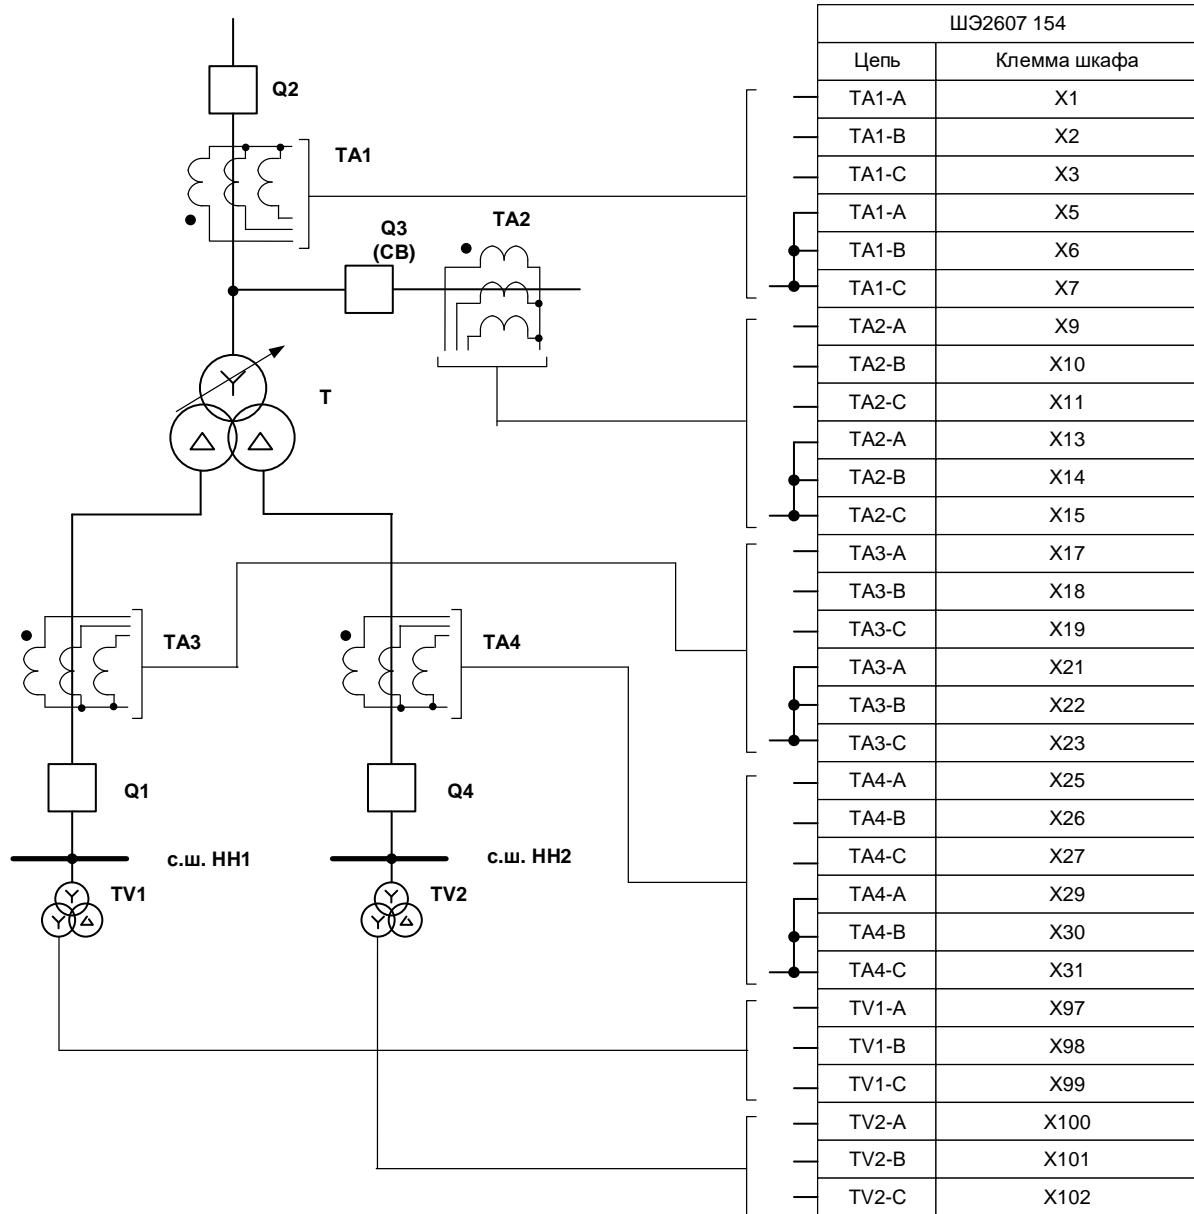 ШЭ2607 154
Цепь Клемма шкафа
TA1-A X1
TA1-B X2
TA1-C X3
TA1-A X5
TA1-B X6
TA1-C X7
TA2-A X9
TA2-B X10
TA2-C X11
TA2-A X13
TA2-B X14
TA2-C X15
TA3-A X17
TA3-B X18
TA3-C X19
TA3-A X21
TA3-B X22
TA3-C X23
TA4-A X25
TA4-B X26
TA4-C X27
TA4-A X29
TA4-B X30
TA4-C X31
TV1-A X97
TV1-B X98
TV1-C X99
TV2-A X100
TV2-B X101
TV2-C X102
Q2
TA1
Q3
(СВ)
TA2
T
TA3
TA4
Q1
Q4
с.ш. НН1
с.ш. НН2
TV1
TV2